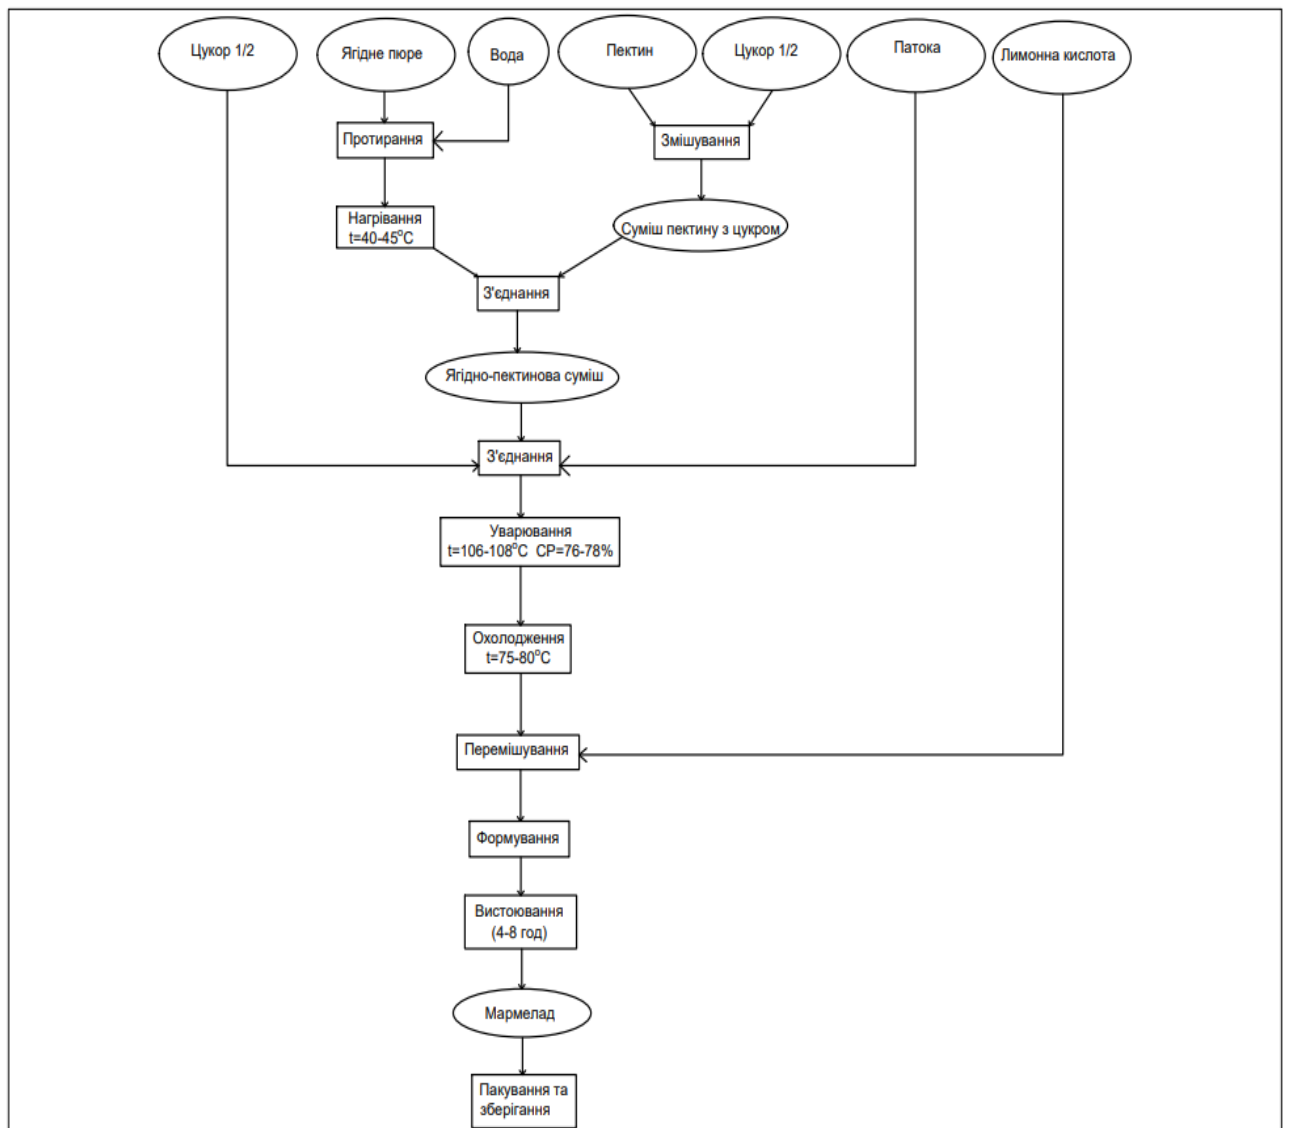 Цукор 1/2
Ягідне пюре
Вода
Пектин
Цукор 1/2
Патока
Лимонна кислота
Протирання
Змішування
Нагрівання
t=40-45°C
Суміш пектину з цукром
З'єднання
Ягідно-пектинова суміш
З'єднання
Уварювання
t=106-108°C СР=76-78%
Охолодження
t=75-80°C
Перемішування
Формування
Вистоювання
(4-8 год)
Мармелад
Пакування та
зберігання